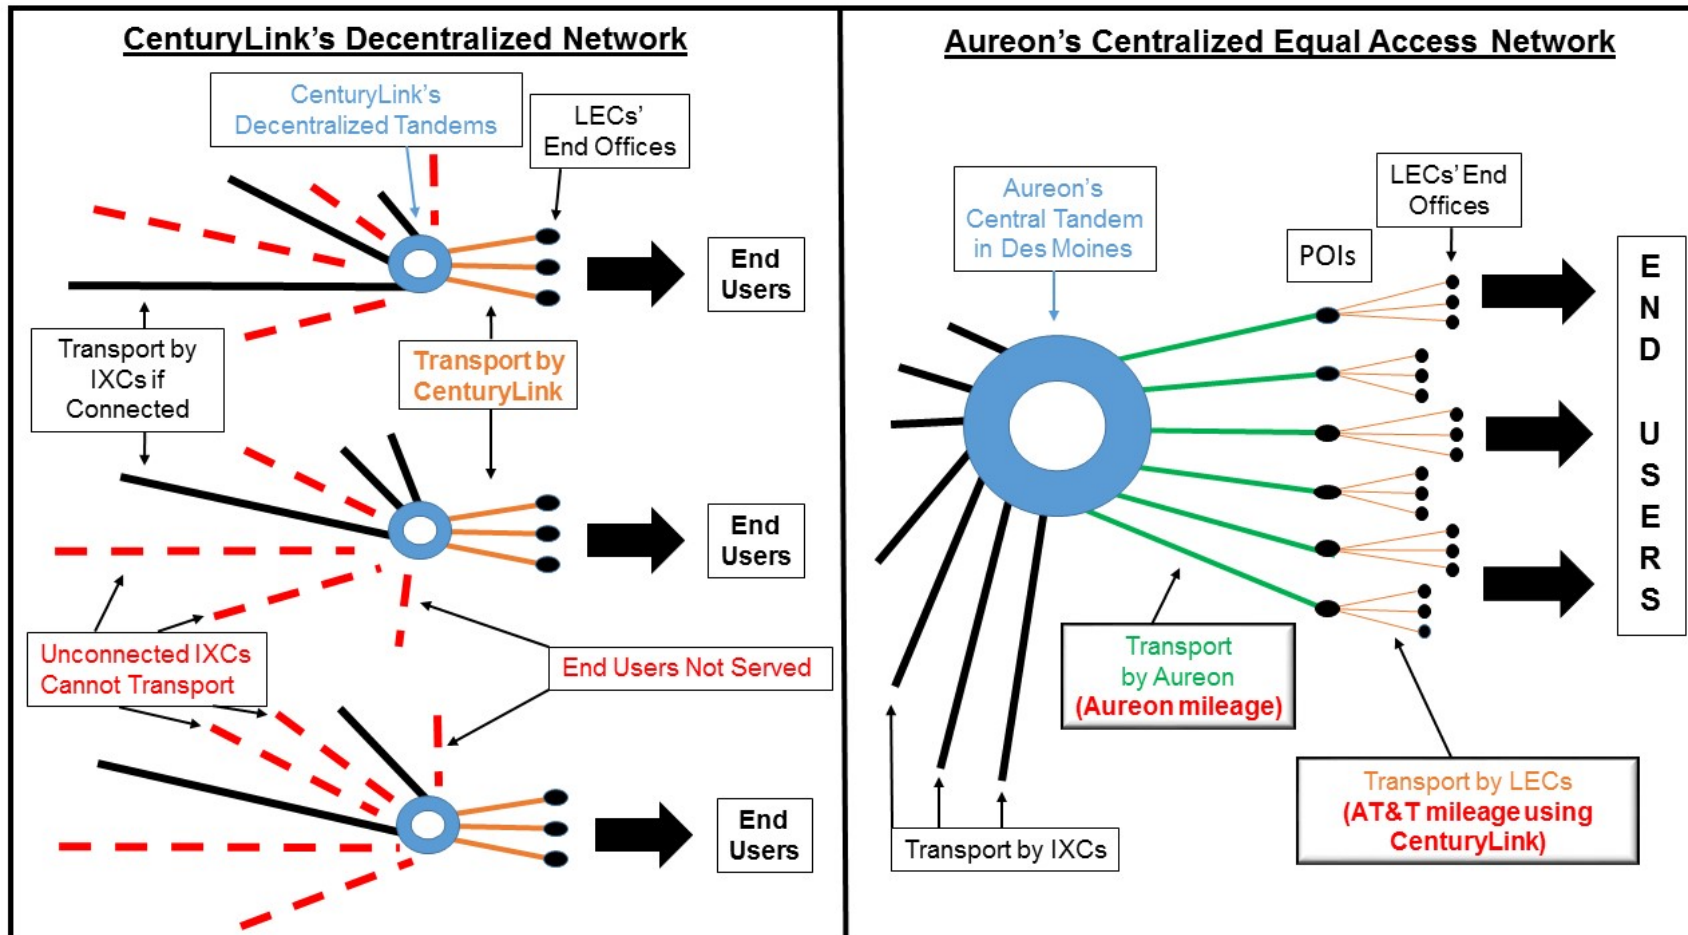 CenturyLink's Decentralized Network
CenturyLink's
Decentralized Tandems
LECs'
End Offices
End
Users
Transport by
IXCs if
Connected
Transport by
CenturyLink
End
Users
Unconnected IXCs
Cannot Transport
End Users Not Served
End
Users
Aureon's Centralized Equal Access Network
Aureon's
Central Tandem
in Des Moines
LECs' End
Offices
POIs
E
N
D
U
S
E
R
S
Transport
by Aureon
(Aureon mileage)
Transport by LECs
(AT&T mileage using
CenturyLink)
Transport by IXCs